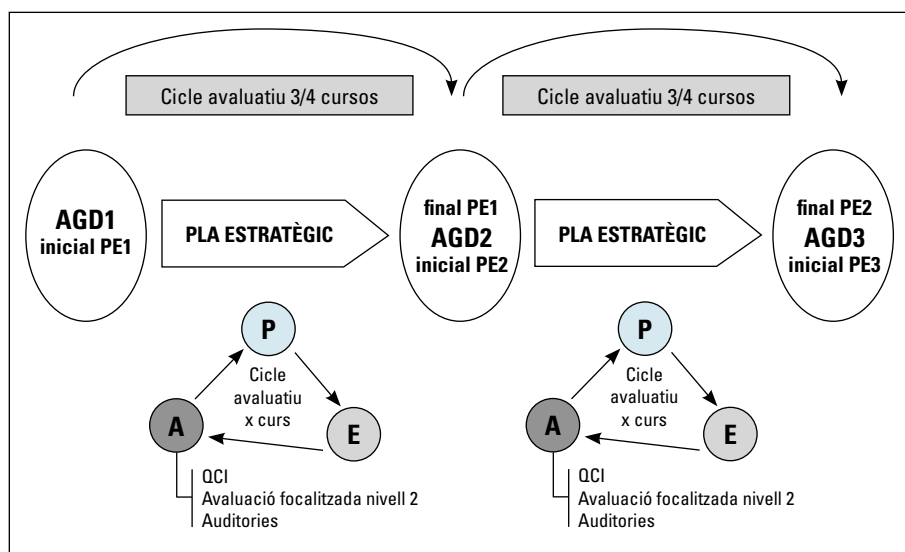 Cicle avaluatiu 3/4 cursos
Cicle avaluatiu 3/4 cursos
AGD1
inicial PE1
PLA ESTRATÈGIC
final PE1
AGD2
inicial PE2
PLA ESTRATÈGIC
final PE2
AGD3
inicial PE3
P
Cicle
avaluatiu
x curs
A
E
QCI
Avaluació focalitzada nivell 2
Auditories
P
Cicle
avaluatiu
x curs
A
E
QCI
Avaluació focalitzada nivell 2
Auditories